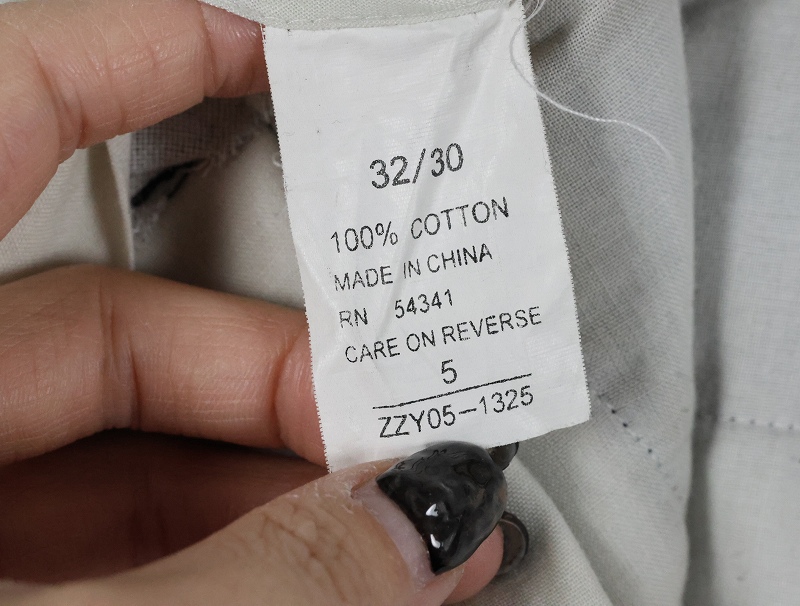 32/30
100% COTTON
MADE IN CHINA
RN 54341
CARE ON REVERSE
5
ZZY05-1325